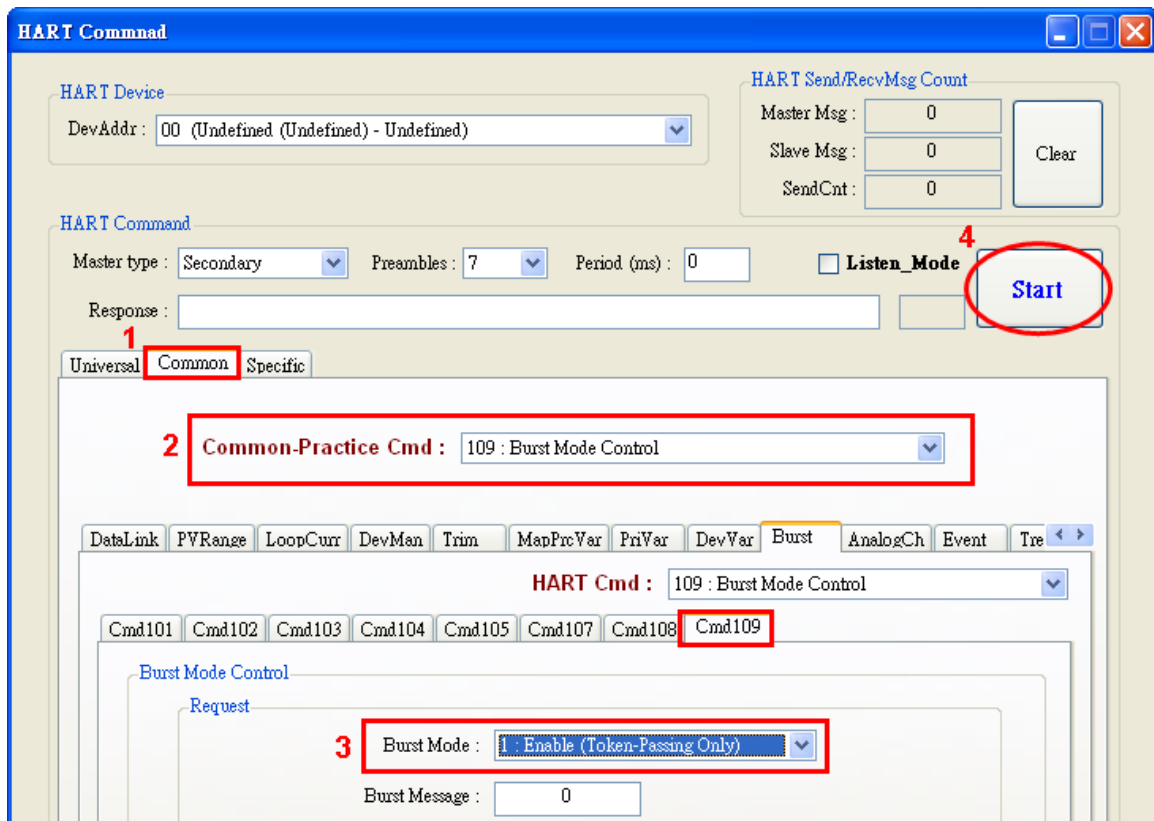 HART Commnad
HART Device
DevAddr : 00 (Undefined (Undefined) - Undefined)
HART Send/RecvMsg Count
Master Msg : 0
Slave Msg : 0
SendCnt : 0
Clear
HART Command
Master type : Secondary Preambles : 7 Period (ms) : 0 Listen_Mode
4
Start
Response :
1
Universal Common Specific
2 Common-Practice Cmd : 109 : Burst Mode Control
DataLink PVRange LoopCurr DevMan Trim MapPrcVar PriVar DevVar Burst AnalogCh Event Tre
HART Cmd : 109 : Burst Mode Control
Cmd101 Cmd102 Cmd103 Cmd104 Cmd105 Cmd107 Cmd108 Cmd109
Burst Mode Control
Request
3 Burst Mode : 1 : Enable (Token-Passing Only)
Burst Message : 0